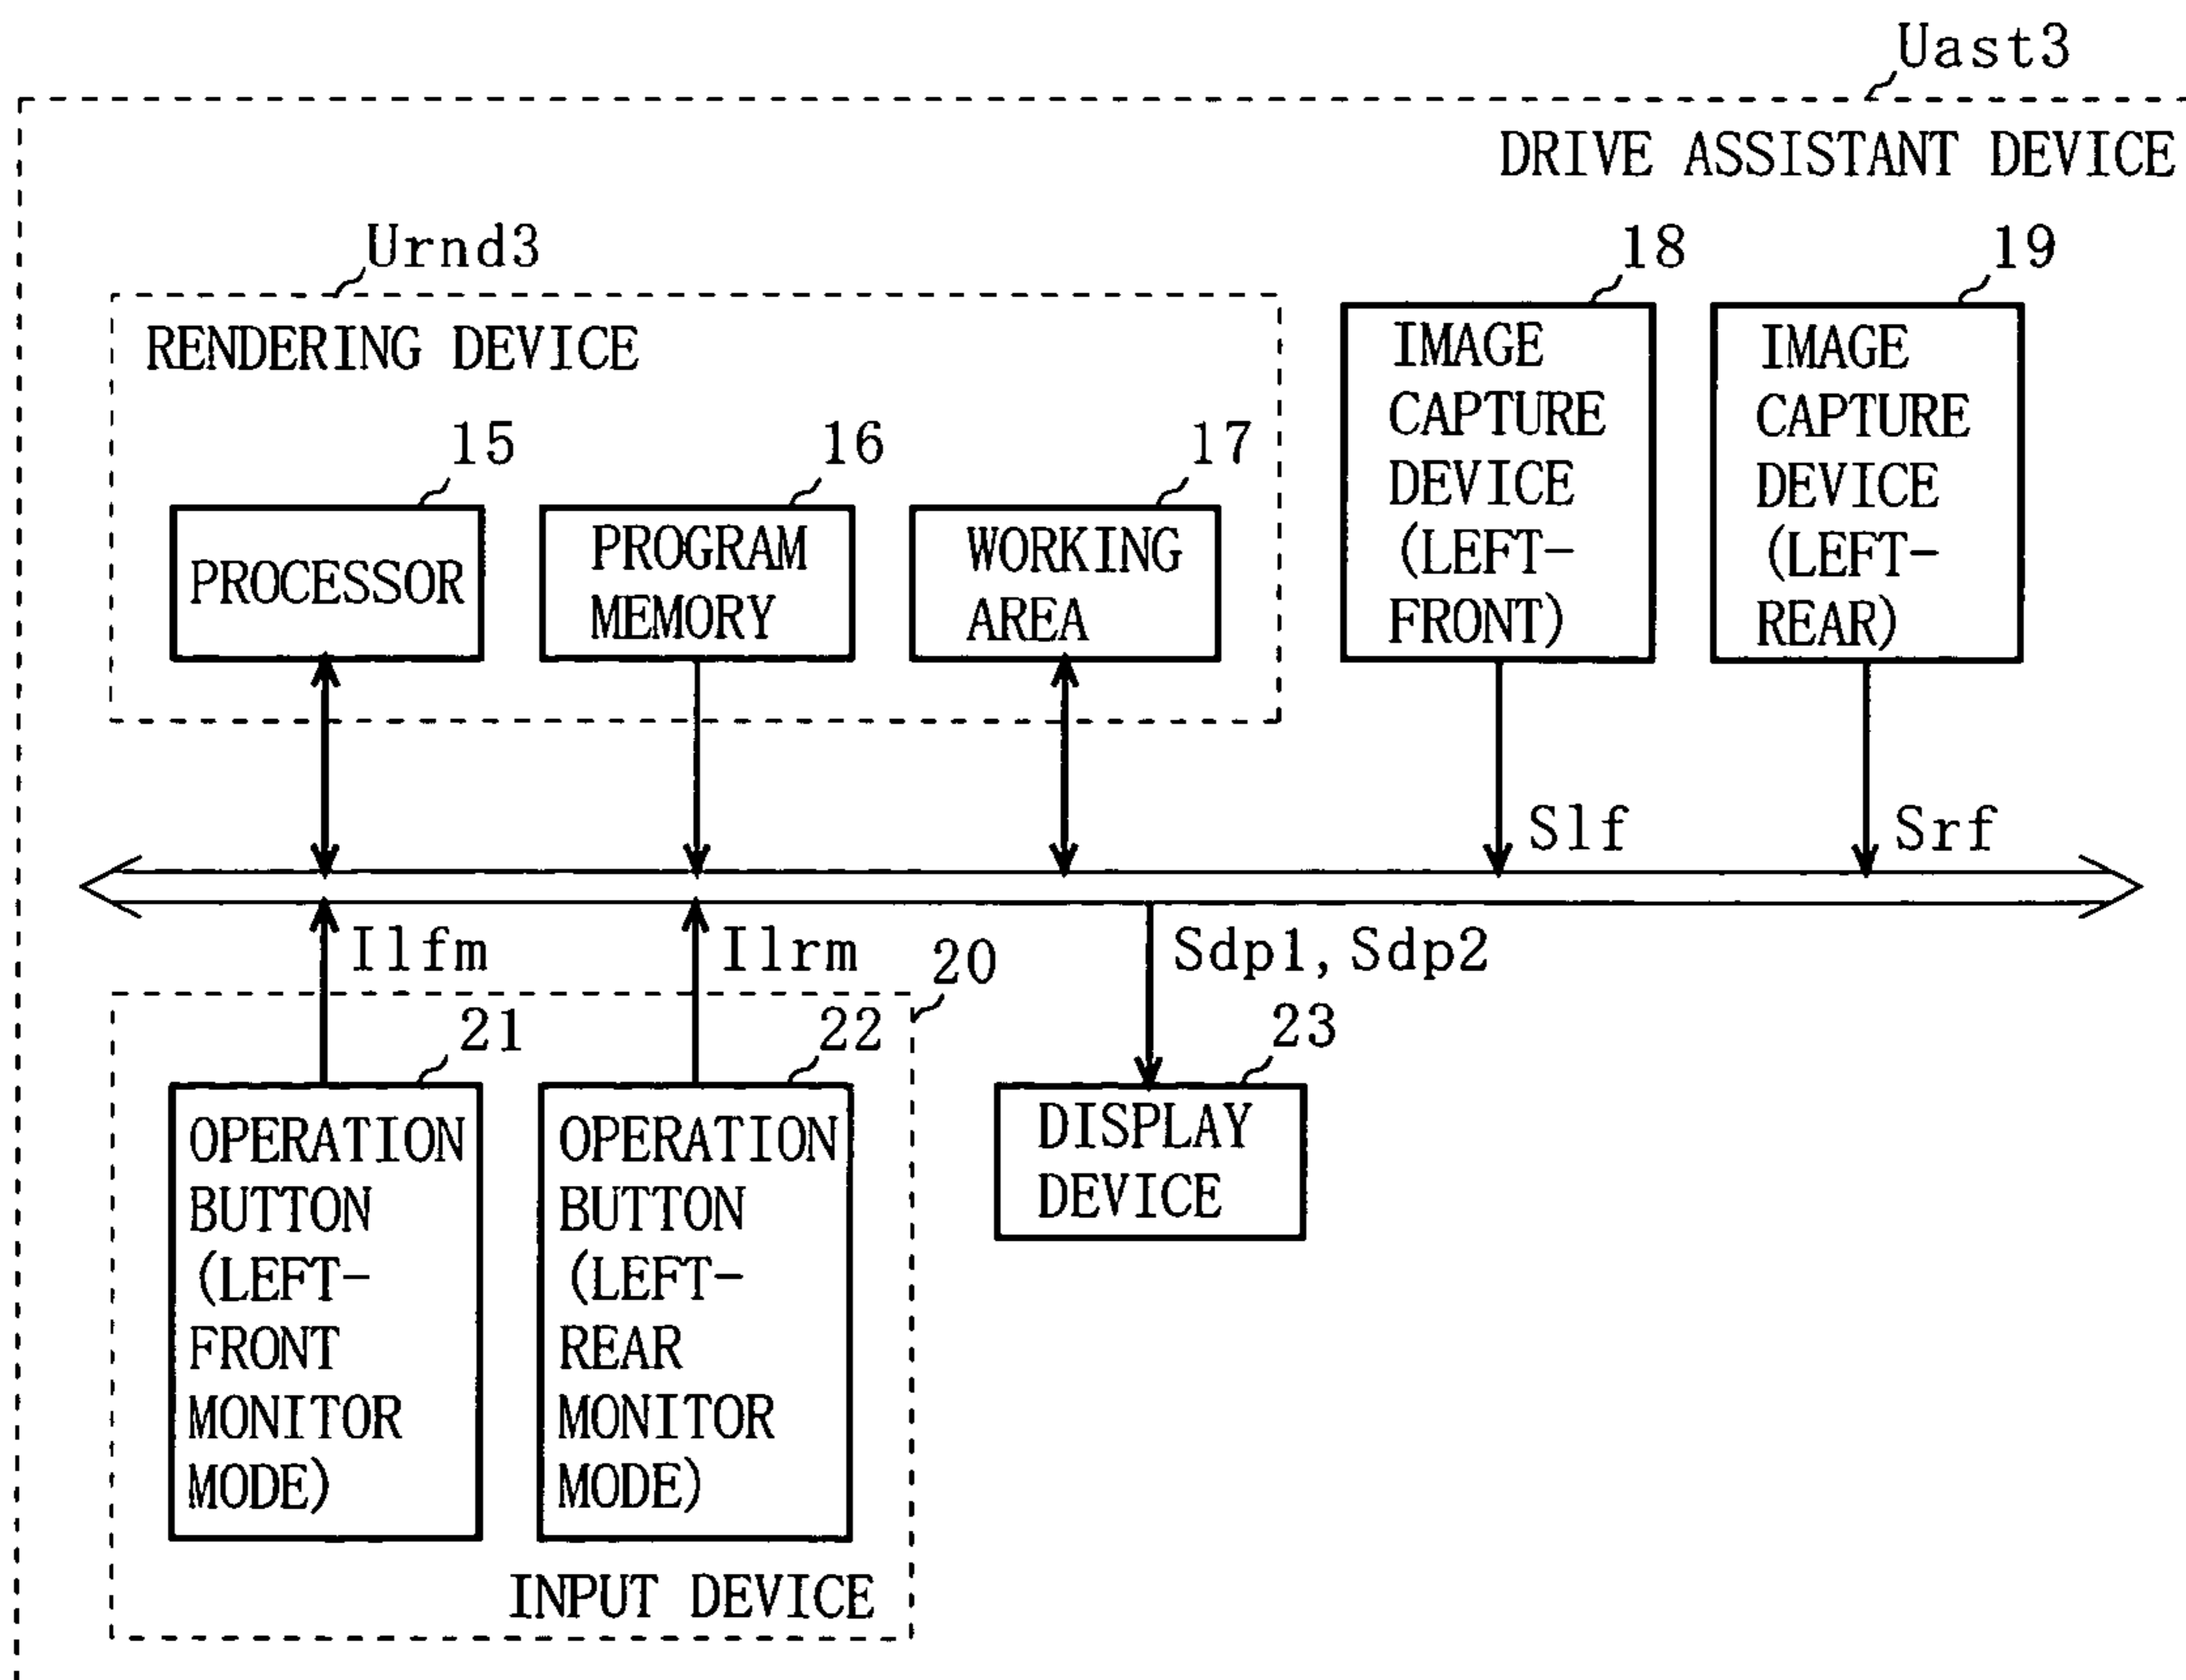 Uast3
DRIVE ASSISTANT DEVICE
Urnd3
RENDERING DEVICE
15
PROCESSOR
16
PROGRAM
MEMORY
17
WORKING
AREA
18
IMAGE
CAPTURE
DEVICE
(LEFT-
FRONT)
19
IMAGE
CAPTURE
DEVICE
(LEFT-
REAR)
Slf
Srf
Ilfm
Ilrm
20
Sdp1, Sdp2
21
OPERATION
BUTTON
(LEFT-
FRONT
MONITOR
MODE)
22
OPERATION
BUTTON
(LEFT-
REAR
MONITOR
MODE)
23
DISPLAY
DEVICE
INPUT DEVICE